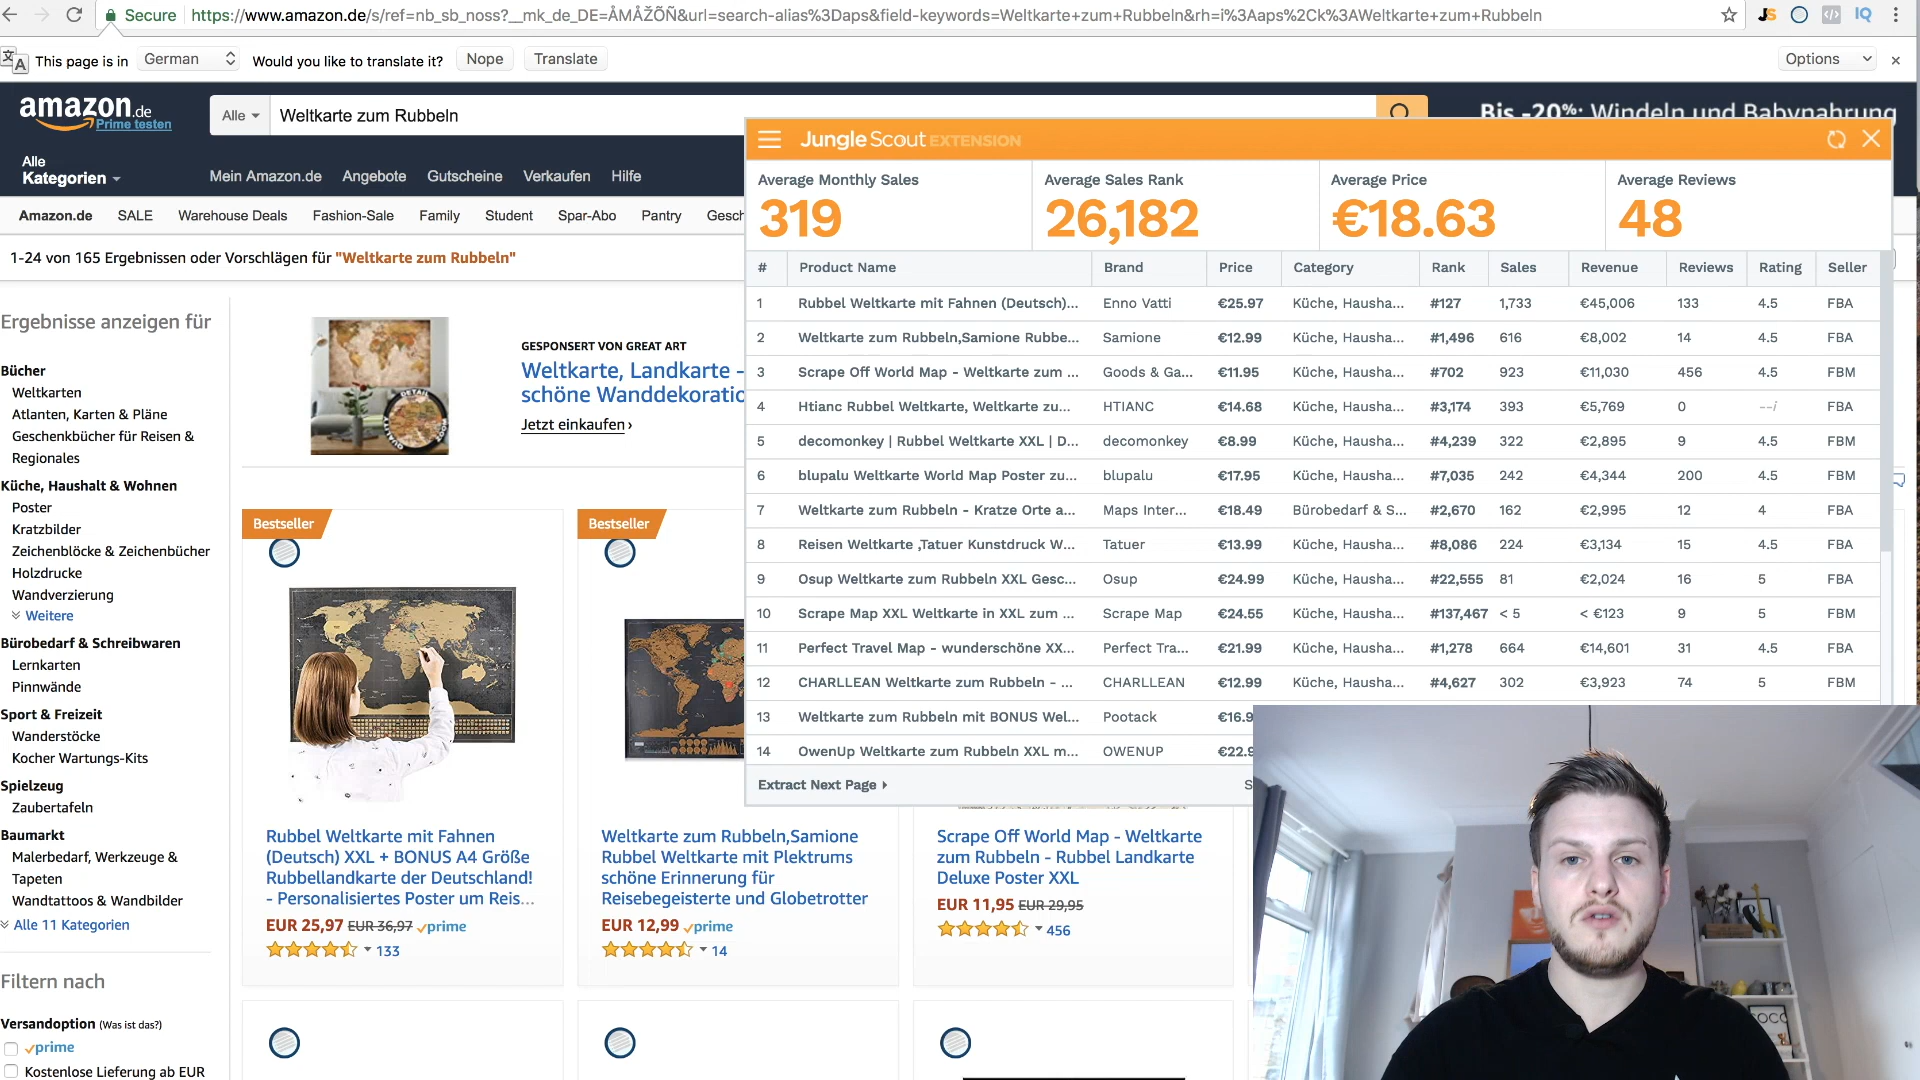 Secure
https://www.amazon.de/s/ref=nb_sb_noss?__mk_de_DE=ÅMÅŽÕÑ&url=search-alias%3Daps&field-keywords=Weltkarte+zum+Rubbeln&rh=i%3Aaps%2Ck%3AWeltkarte+zum+Rubbeln
JS
IQ
This page is in
German
Would you like to translate it?
Nope
Translate
Options
amazon.de
Prime testen
Alle
Weltkarte zum Rubbeln
Bis -20%: Windeln und Babynahrung
Alle
Kategorien
Mein Amazon.de
Angebote
Gutscheine
Verkaufen
Hilfe
Amazon.de
SALE
Warehouse Deals
Fashion-Sale
Family
Student
Spar-Abo
Pantry
Gesch
1-24 von 165 Ergebnissen oder Vorschlägen für "Weltkarte zum Rubbeln"
Ergebnisse anzeigen für
Bücher
Weltkarten
Atlanten, Karten & Pläne
Geschenkbücher für Reisen &
Regionales
Küche, Haushalt & Wohnen
Poster
Kratzbilder
Zeichenblöcke & Zeichenbücher
Holzdrucke
Wandverzierung
Weitere
Bürobedarf & Schreibwaren
Lernkarten
Pinnwände
Sport & Freizeit
Wanderstöcke
Kocher Wartungs-Kits
Spielzeug
Zaubertafeln
Baumarkt
Malerbedarf, Werkzeuge &
Tapeten
Wandtattoos & Wandbilder
Alle 11 Kategorien
Filtern nach
Versandoption (Was ist das?)
prime
Kostenlose Lieferung ab EUR
DETAIL
GESPONSERT VON GREAT ART
Weltkarte, Landkarte -
schöne Wanddekoratio
Jetzt einkaufen ›
Bestseller
Bestseller
Rubbel Weltkarte mit Fahnen
(Deutsch) XXL + BONUS A4 Größe
Rubbellandkarte der Deutschland!
- Personalisiertes Poster um Reis...
EUR 25,97 EUR 36,97 prime
133
Weltkarte zum Rubbeln,Samione
Rubbel Weltkarte mit Plektrums
schöne Erinnerung für
Reisebegeisterte und Globetrotter
EUR 12,99 prime
14
Scrape Off World Map - Weltkarte
zum Rubbeln - Rubbel Landkarte
Deluxe Poster XXL
EUR 11,95 EUR 29,95
456
Jungle Scout EXTENSION
Average Monthly Sales
319
Average Sales Rank
26,182
Average Price
€18.63
Average Reviews
48
# Product Name Brand Price Category Rank Sales Revenue Reviews Rating Seller
1 Rubbel Weltkarte mit Fahnen (Deutsch)... Enno Vatti €25.97 Küche, Hausha... #127 1,733 €45,006 133 4.5 FBA
2 Weltkarte zum Rubbeln,Samione Rubbe... Samione €12.99 Küche, Hausha... #1,496 616 €8,002 14 4.5 FBA
3 Scrape Off World Map - Weltkarte zum ... Goods & Ga... €11.95 Küche, Hausha... #702 923 €11,030 456 4.5 FBM
4 Htianc Rubbel Weltkarte, Weltkarte zu... HTIANC €14.68 Küche, Hausha... #3,174 393 €5,769 0 --i FBA
5 decomonkey | Rubbel Weltkarte XXL | D... decomonkey €8.99 Küche, Hausha... #4,239 322 €2,895 9 4.5 FBM
6 blupalu Weltkarte World Map Poster zu... blupalu €17.95 Küche, Hausha... #7,035 242 €4,344 200 4.5 FBM
7 Weltkarte zum Rubbeln - Kratze Orte a... Maps Inter... €18.49 Bürobedarf & S... #2,670 162 €2,995 12 4 FBA
8 Reisen Weltkarte ,Tatuer Kunstdruck W... Tatuer €13.99 Küche, Hausha... #8,086 224 €3,134 15 4.5 FBA
9 Osup Weltkarte zum Rubbeln XXL Gesc... Osup €24.99 Küche, Hausha... #22,555 81 €2,024 16 5 FBA
10 Scrape Map XXL Weltkarte in XXL zum ... Scrape Map €24.55 Küche, Hausha... #137,467 < 5 < €123 9 5 FBM
11 Perfect Travel Map - wunderschöne XX... Perfect Tra... €21.99 Küche, Hausha... #1,278 664 €14,601 31 4.5 FBA
12 CHARLLEAN Weltkarte zum Rubbeln - ... CHARLLEAN €12.99 Küche, Hausha... #4,627 302 €3,923 74 5 FBM
13 Weltkarte zum Rubbeln mit BONUS Wel... Pootack €16.9
14 OwenUp Weltkarte zum Rubbeln XXL m... OWENUP €22.9
Extract Next Page
S